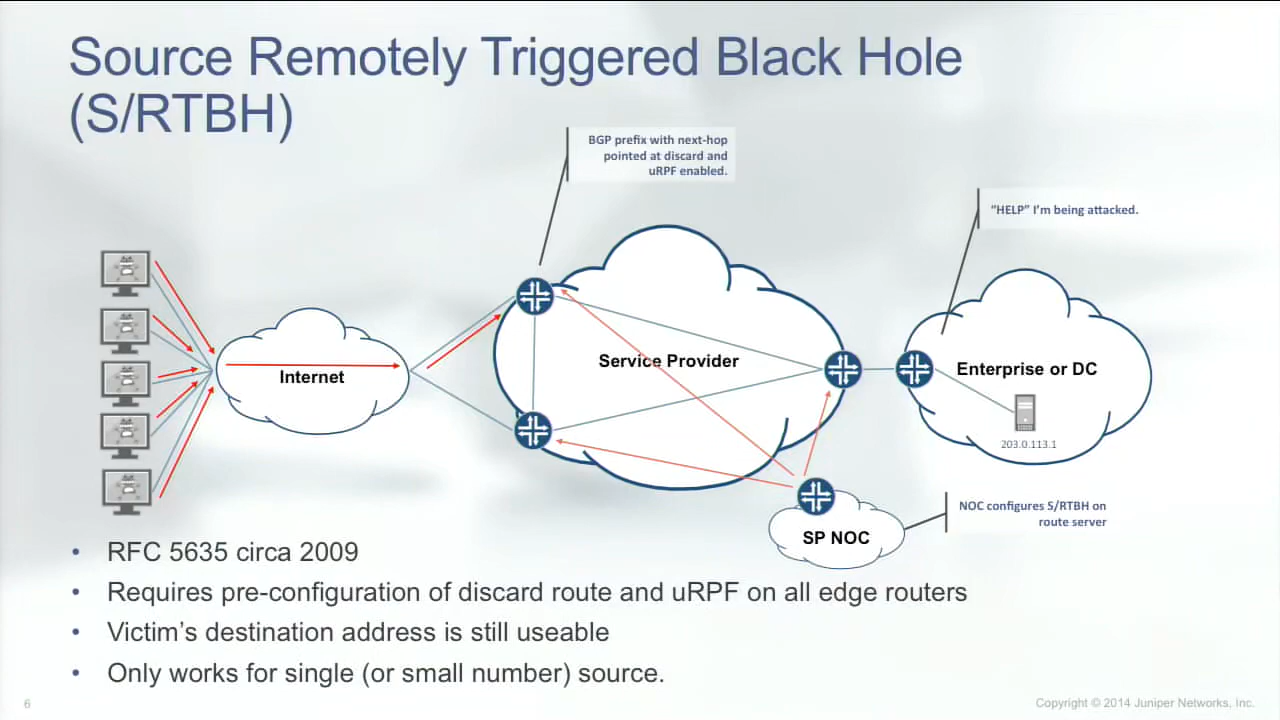 Source Remotely Triggered Black Hole
(S/RTBH)
BGP prefix with next-hop
pointed at discard and
uRPF enabled.
“HELP” I’m being attacked.
Internet
Service Provider
Enterprise or DC
203.0.113.1
SP NOC
NOC configures S/RTBH on
route server
• RFC 5635 circa 2009
• Requires pre-configuration of discard route and uRPF on all edge routers
• Victim’s destination address is still useable
• Only works for single (or small number) source.
6
Copyright © 2014 Juniper Networks, Inc.